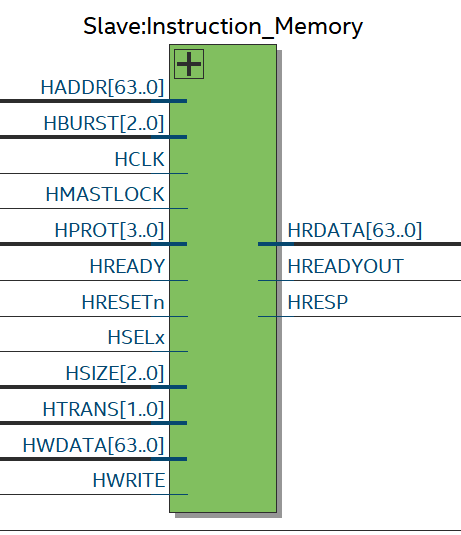 Slave:Instruction_Memory
HADDR[63..0]
HBURST[2..0]
HCLK
HMASTLOCK
HPROT[3..0]
HRDATA[63..0]
HREADY
HREADYOUT
HRESETn
HRESP
HSELx
HSIZE[2..0]
HTRANS[1..0]
HWDATA[63..0]
HWRITE